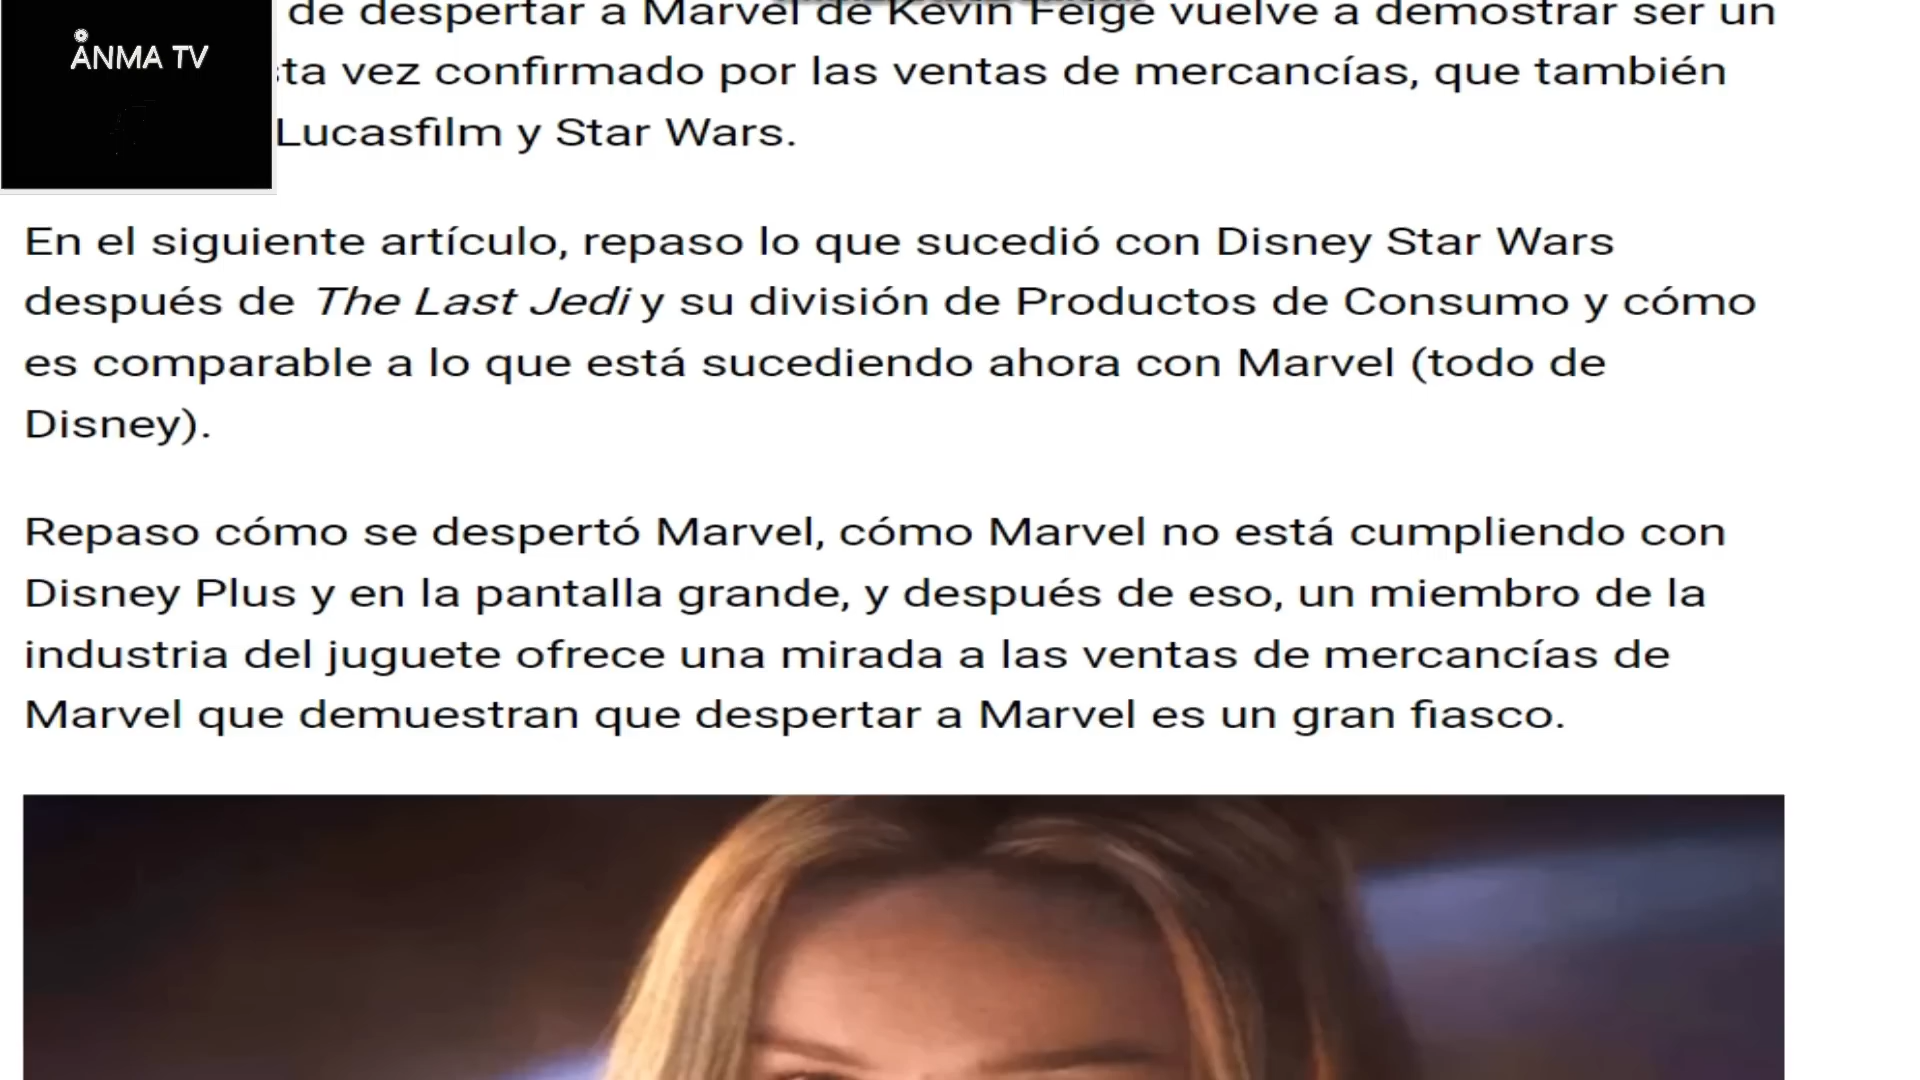 ANMA TV
de despertar a Marvel de Kevin Feige vuelve a demostrar ser un
sta vez confirmado por las ventas de mercancías, que también
Lucasfilm y Star Wars.
En el siguiente artículo, repaso lo que sucedió con Disney Star Wars
después de The Last Jedi y su división de Productos de Consumo y cómo
es comparable a lo que está sucediendo ahora con Marvel (todo de
Disney).
Repaso cómo se despertó Marvel, cómo Marvel no está cumpliendo con
Disney Plus y en la pantalla grande, y después de eso, un miembro de la
industria del juguete ofrece una mirada a las ventas de mercancías de
Marvel que demuestran que despertar a Marvel es un gran fiasco.